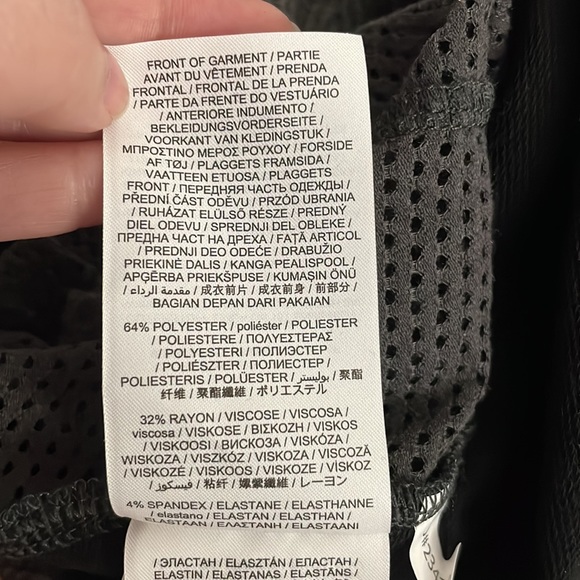 FRONT OF GARMENT / PARTIE
AVANT DU VÊTEMENT / PRENDA
FRONTAL / FRONTAL DE LA PRENDA
/ PARTE DA FRENTE DO VESTUÁRIO
/ ANTERIORE INDUMENTO /
BEKLEIDUNGSVORDERSEITE /
VOORKANT VAN KLEDINGSTUK /
ΜΠΡΟΣΤΙΝΟ ΜΕΡΟΣ ΡΟΥΧΟΥ / FORSIDE
AF TØJ / PLAGGETS FRAMSIDA /
VAATTEEN ETUOSA / PLAGGETS
FRONT / ПЕРЕДНЯЯ ЧАСТЬ ОДЕЖДЫ /
PŘEDNÍ ČÁST ODĚVU / PRZÓD UBRANIA
/ RUHÁZAT ELÜLSŐ RÉSZE / PREDNÝ
DIEL ODEVU / SPREDNJI DEL OBLEKE /
ПРЕДНА ЧАСТ НА ДРЕХА / FAȚĂ ARTICOL
/ PREDNJI DEO ODEĆE / DRABUŽIO
PRIEKINĖ DALIS / KANGA PEALISPOOL /
APĢĒRBA PRIEKŠPUSE / KUMAŞIN ÖNÜ
/ مقدمة الرداء / 成衣前片 / 成衣前身 / 前部分 /
BAGIAN DEPAN DARI PAKAIAN
64% POLYESTER / poliéster / POLIESTER
/ POLIESTERE / ΠΟΛΥΕΣΤΕΡΑΣ
/ POLYESTERI / ПОЛИЭСТЕР
/ POLIÉSZTER / ПОЛИЕСТЕР /
POLIESTERIS / POLÜESTER / بوليستر / 聚酯
纤维 / 聚酯纖維 / ポリエステル
32% RAYON / VISCOSE / VISCOSA /
viscosa / VISKOSE / ΒΙΣΚΟΖΗ / VISKOS
/ VISKOOSI / ВИСКОЗА / VISKÓZA /
WISKOZA / VISZKÓZ / VISKOZA / VISCOZĂ
/ VISKOZĖ / VISKOOS / VISKOZE / VİSKOZ
/ فيسكوز / 粘纤 / 嫘縈纖維 / レーヨン
4% SPANDEX / ELASTANE / ELASTHANNE
/ elastano / ELASTAN / ELASTHAN /
ELASTAAN / ΕΛΑΣΤΑΝΗ / ELASTAANI
/ ЭЛАСТАН / ELASZTÁN / ЕЛАСТАН /
ELASTIN / ELASTANAS / ELASTĀNS /